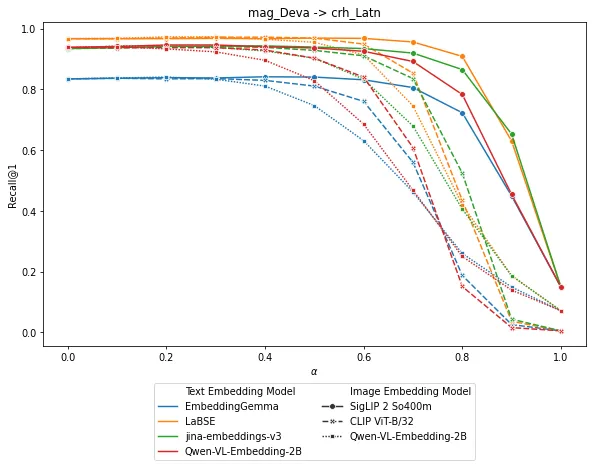 mag_Deva -> crh_Latn
Recall@1
1.0
0.8
0.6
0.4
0.2
0.0
0.0 0.2 0.4 0.6 0.8 1.0
α
Text Embedding Model
EmbeddingGemma
LaBSE
jina-embeddings-v3
Qwen-VL-Embedding-2B
Image Embedding Model
SigLIP 2 So400m
CLIP ViT-B/32
Qwen-VL-Embedding-2B